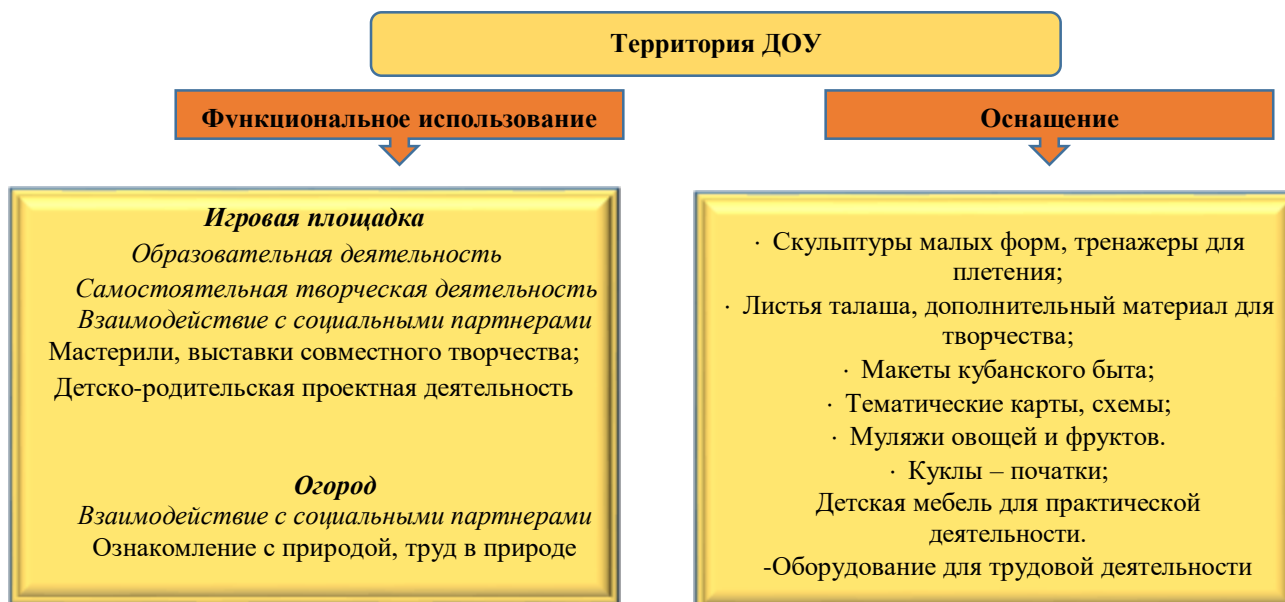 Территория ДОУ
Функциональное использование
Оснащение
Игровая площадка
Образовательная деятельность
Самостоятельная творческая деятельность
Взаимодействие с социальными партнерами
Мастерили, выставки совместного творчества;
Детско-родительская проектная деятельность
Огород
Взаимодействие с социальными партнерами
Ознакомление с природой, труд в природе
· Скульптуры малых форм, тренажеры для
плетения;
· Листья талаша, дополнительный материал для
творчества;
· Макеты кубанского быта;
· Тематические карты, схемы;
· Муляжи овощей и фруктов.
· Куклы – початки;
Детская мебель для практической
деятельности.
-Оборудование для трудовой деятельности